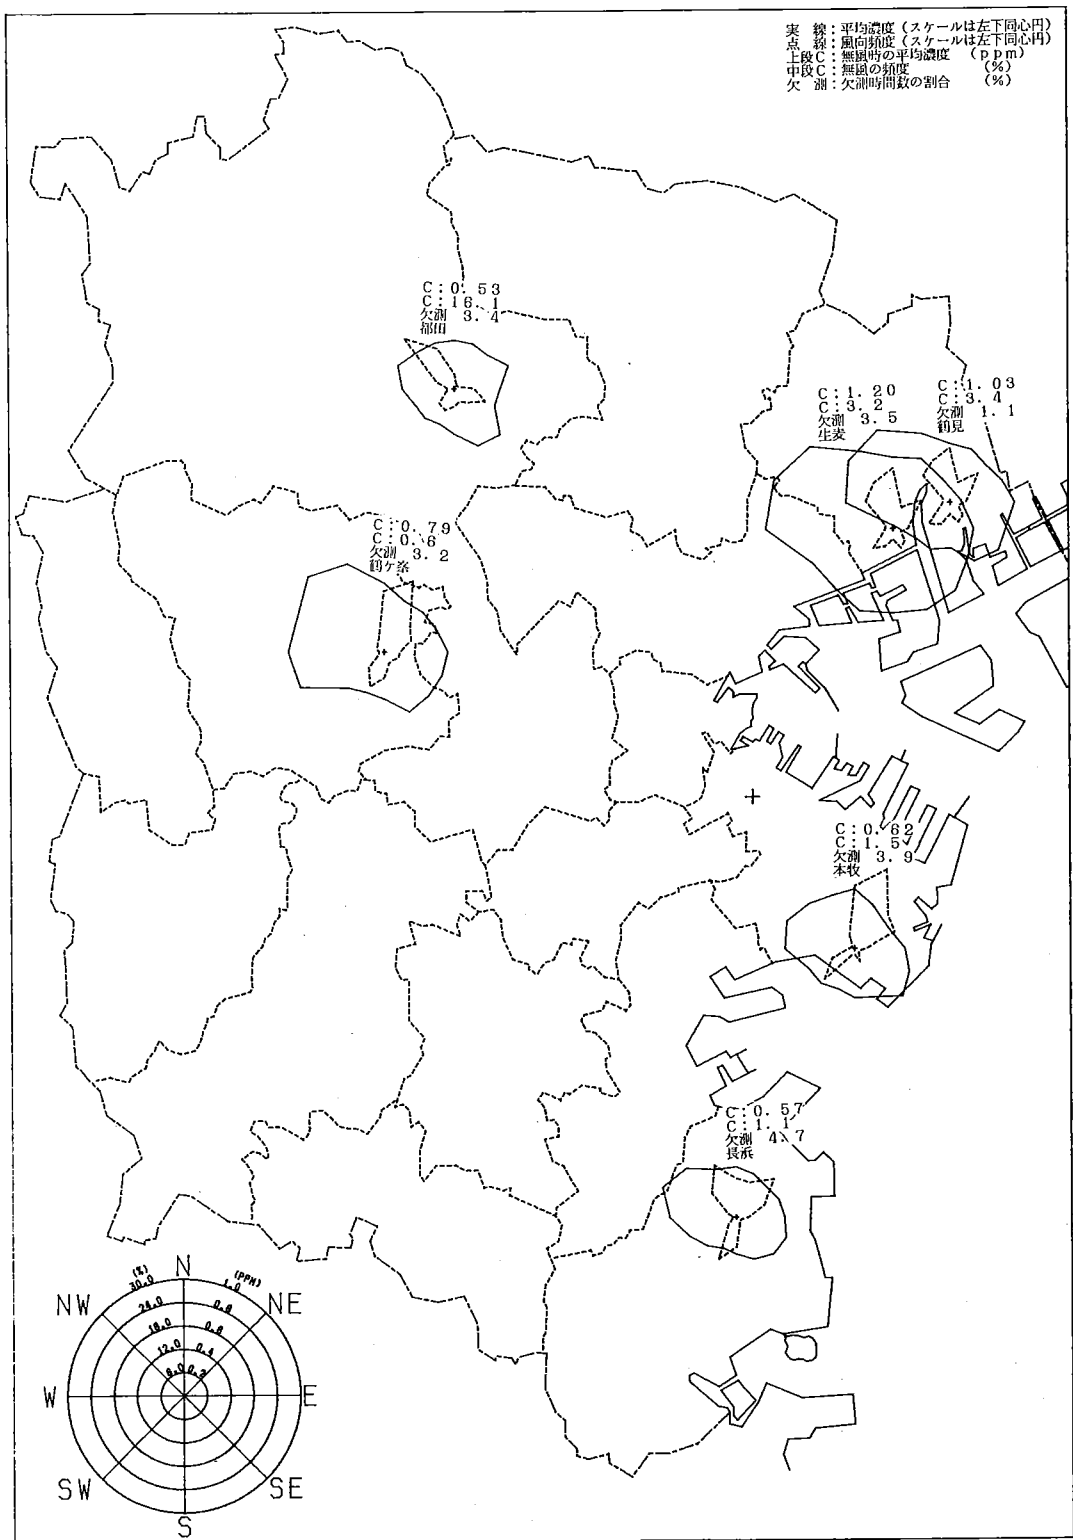 実 線：平均濃度（スケールは左下同心円）
点 線：風向頻度（スケールは左下同心円）
上段C：無風時の平均濃度 （ppm）
中段C：無風の頻度 （%）
欠 測：欠測時間数の割合 （%）
C：0.53
C：16.1
欠測 3.4
都田
C：1.20
C：3.2
欠測 3.5
生麦
C：1.03
C：3.4
欠測 1.1
鶴見
C：0.79
C：0.6
欠測 3.2
鶴ケ峯
C：0.62
C：1.5
欠測 3.9
本牧
C：0.57
C：1.1
欠測 4.7
長浜
(%) (PPM)
30.0 1.0
24.0 0.8
18.0 0.6
12.0 0.4
6.0 0.2
N
NW NE
W E
SW SE
S